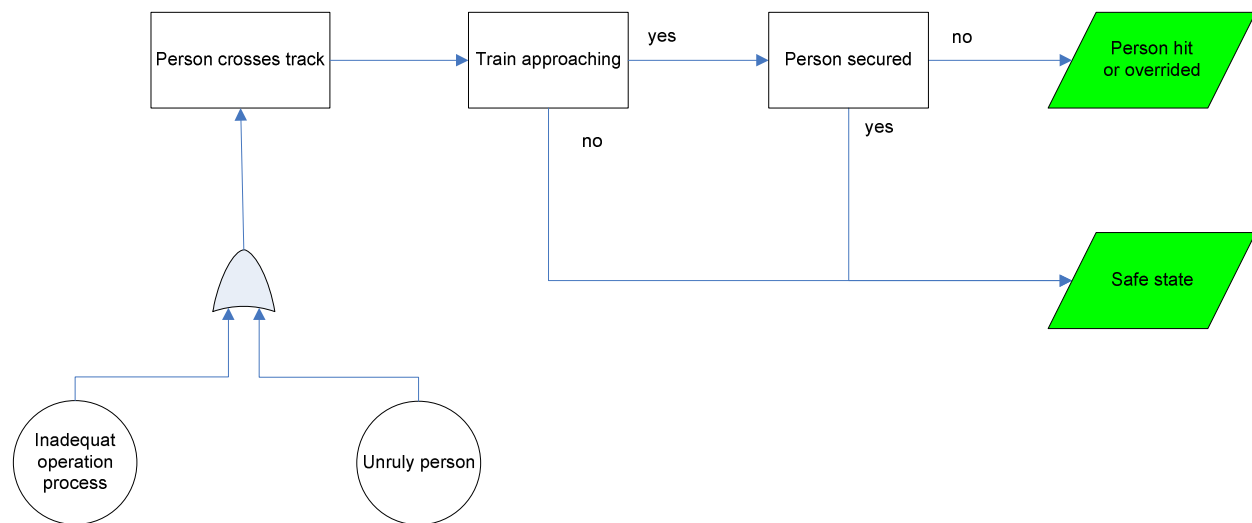 Person crosses track
Train approaching
yes
Person secured
no
Person hit
or overrided
no
yes
Safe state
Inadequat
operation
process
Unruly person